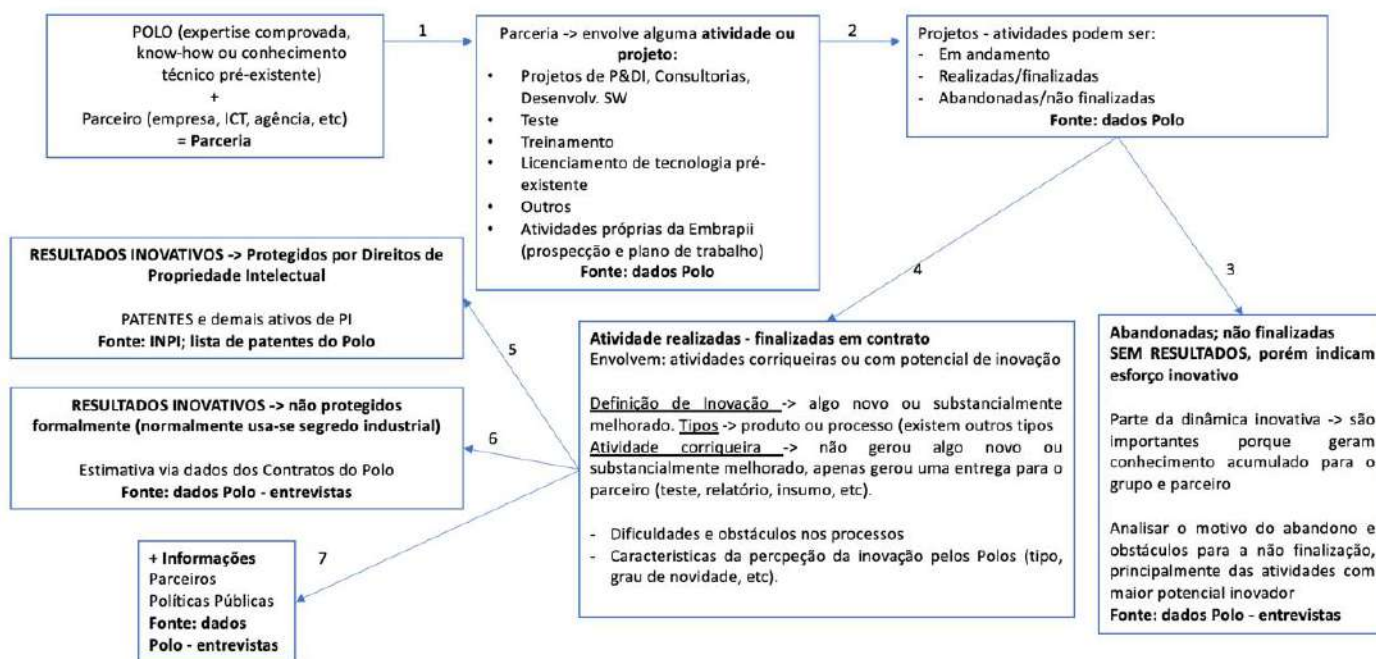 POLO (expertise comprovada,
know-how ou conhecimento
técnico pré-existente)
+
Parceiro (empresa, ICT, agência, etc)
= Parceria
1
Parceria -> envolve alguma atividade ou
projeto:
• Projetos de P&DI, Consultorias,
Desenvolv. SW
• Teste
• Treinamento
• Licenciamento de tecnologia pré-
existente
• Outros
• Atividades próprias da Embrapii
(prospecção e plano de trabalho)
Fonte: dados Polo
2
Projetos - atividades podem ser:
- Em andamento
- Realizadas/finalizadas
- Abandonadas/não finalizadas
Fonte: dados Polo
3
Abandonadas; não finalizadas
SEM RESULTADOS, porém indicam
esforço inovativo
Parte da dinâmica inovativa -> são
importantes porque geram
conhecimento acumulado para o
grupo e parceiro
Analisar o motivo do abandono e
obstáculos para a não finalização,
principalmente das atividades com
maior potencial inovador
Fonte: dados Polo - entrevistas
4
Atividade realizadas - finalizadas em contrato
Envolvem: atividades corriqueiras ou com potencial de inovação
Definição de Inovação -> algo novo ou substancialmente
melhorado. Tipos -> produto ou processo (existem outros tipos
Atividade corriqueira -> não gerou algo novo ou
substancialmente melhorado, apenas gerou uma entrega para o
parceiro (teste, relatório, insumo, etc).
- Dificuldades e obstáculos nos processos
- Caracteristicas da percpeção da inovação pelos Polos (tipo,
grau de novidade, etc).
5
RESULTADOS INOVATIVOS -> Protegidos por Direitos de
Propriedade Intelectual
PATENTES e demais ativos de PI
Fonte: INPI; lista de patentes do Polo
6
RESULTADOS INOVATIVOS -> não protegidos
formalmente (normalmente usa-se segredo industrial)
Estimativa via dados dos Contratos do Polo
Fonte: dados Polo - entrevistas
7
+ Informações
Parceiros
Políticas Públicas
Fonte: dados
Polo - entrevistas